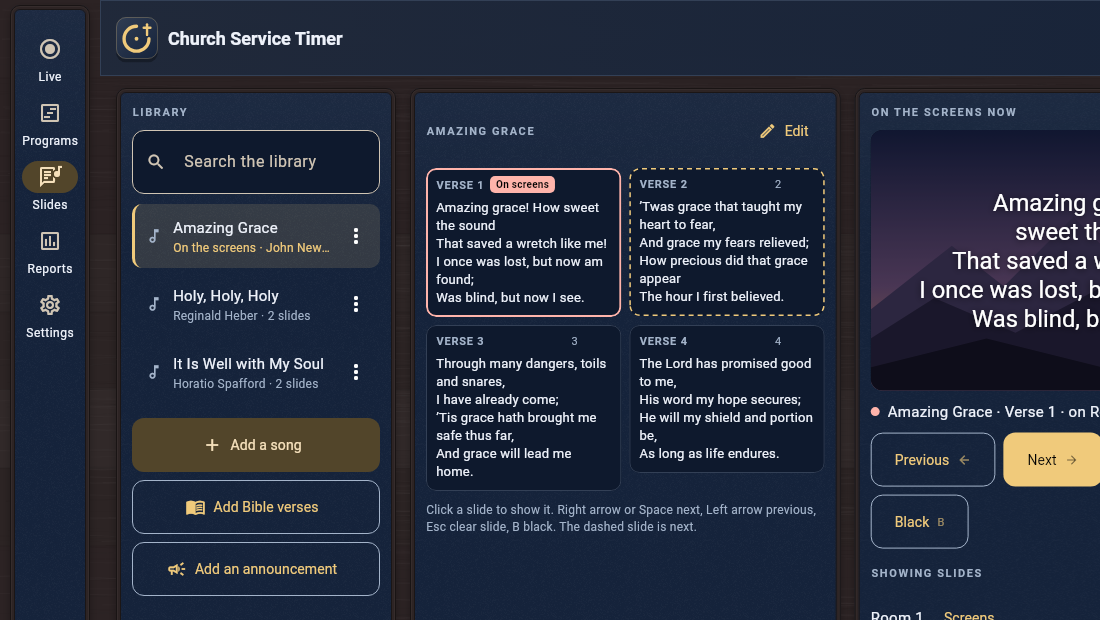 Church Service Timer
Live
Programs
Slides
Reports
Settings
LIBRARY
Search the library
Amazing Grace
On the screens · John New…
Holy, Holy, Holy
Reginald Heber · 2 slides
It Is Well with My Soul
Horatio Spafford · 2 slides
Add a song
Add Bible verses
Add an announcement
AMAZING GRACE
Edit
VERSE 1 On screens
Amazing grace! How sweet
the sound
That saved a wretch like me!
I once was lost, but now am
found;
Was blind, but now I see.
VERSE 2 2
’Twas grace that taught my
heart to fear,
And grace my fears relieved;
How precious did that grace
appear
The hour I first believed.
VERSE 3 3
Through many dangers, toils
and snares,
I have already come;
’Tis grace hath brought me
safe thus far,
And grace will lead me
home.
VERSE 4 4
The Lord has promised good
to me,
His word my hope secures;
He will my shield and portion
be,
As long as life endures.
Click a slide to show it. Right arrow or Space next, Left arrow previous,
Esc clear slide, B black. The dashed slide is next.
ON THE SCREENS NOW
Amazing g
sweet th
That saved a w
I once was lost, b
Was blind, b
Amazing Grace · Verse 1 · on R
Previous ←
Next →
Black B
SHOWING SLIDES
Room 1 Screens